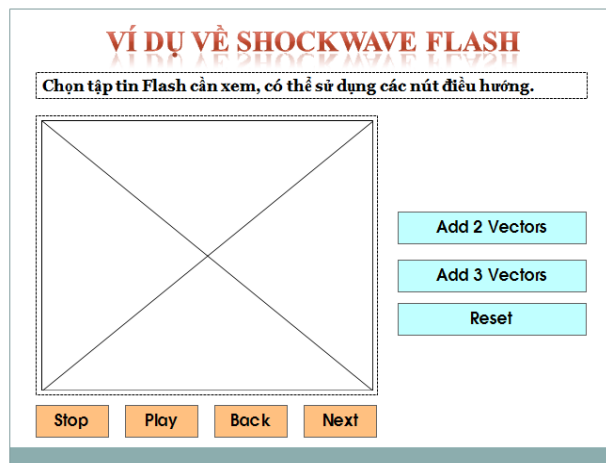 VÍ DỤ VỀ SHOCKWAVE FLASH
Chọn tập tin Flash cần xem, có thể sử dụng các nút điều hướng.
Add 2 Vectors
Add 3 Vectors
Reset
Stop Play Back Next